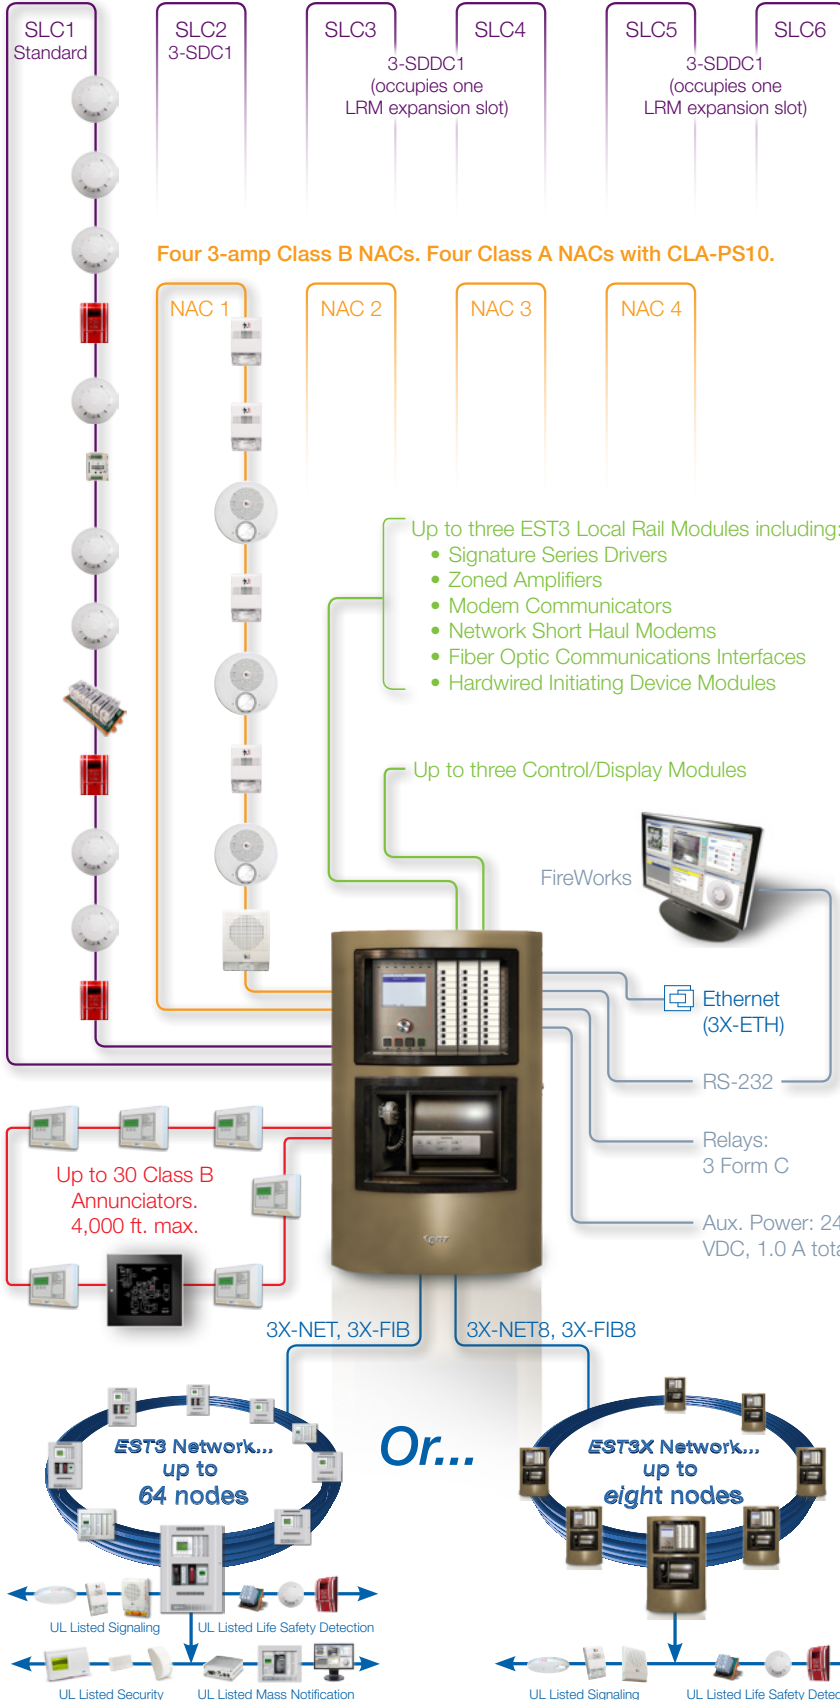 SLC1
Standard
SLC2
3-SDC1
SLC3
SLC4
3-SDDC1
(occupies one
LRM expansion slot)
SLC5
SLC6
3-SDDC1
(occupies one
LRM expansion slot)
Four 3-amp Class B NACs. Four Class A NACs with CLA-PS10.
NAC 1
NAC 2
NAC 3
NAC 4
Up to three EST3 Local Rail Modules including:
• Signature Series Drivers
• Zoned Amplifiers
• Modem Communicators
• Network Short Haul Modems
• Fiber Optic Communications Interfaces
• Hardwired Initiating Device Modules
Up to three Control/Display Modules
FireWorks
Ethernet
(3X-ETH)
RS-232
Relays:
3 Form C
Aux. Power: 24
VDC, 1.0 A tota
Up to 30 Class B
Annunciators.
4,000 ft. max.
3X-NET, 3X-FIB
3X-NET8, 3X-FIB8
EST3 Network...
up to
64 nodes
Or...
EST3X Network...
up to
eight nodes
UL Listed Signaling
UL Listed Life Safety Detection
UL Listed Security
UL Listed Mass Notification
UL Listed Signaling
UL Listed Life Safety Detec